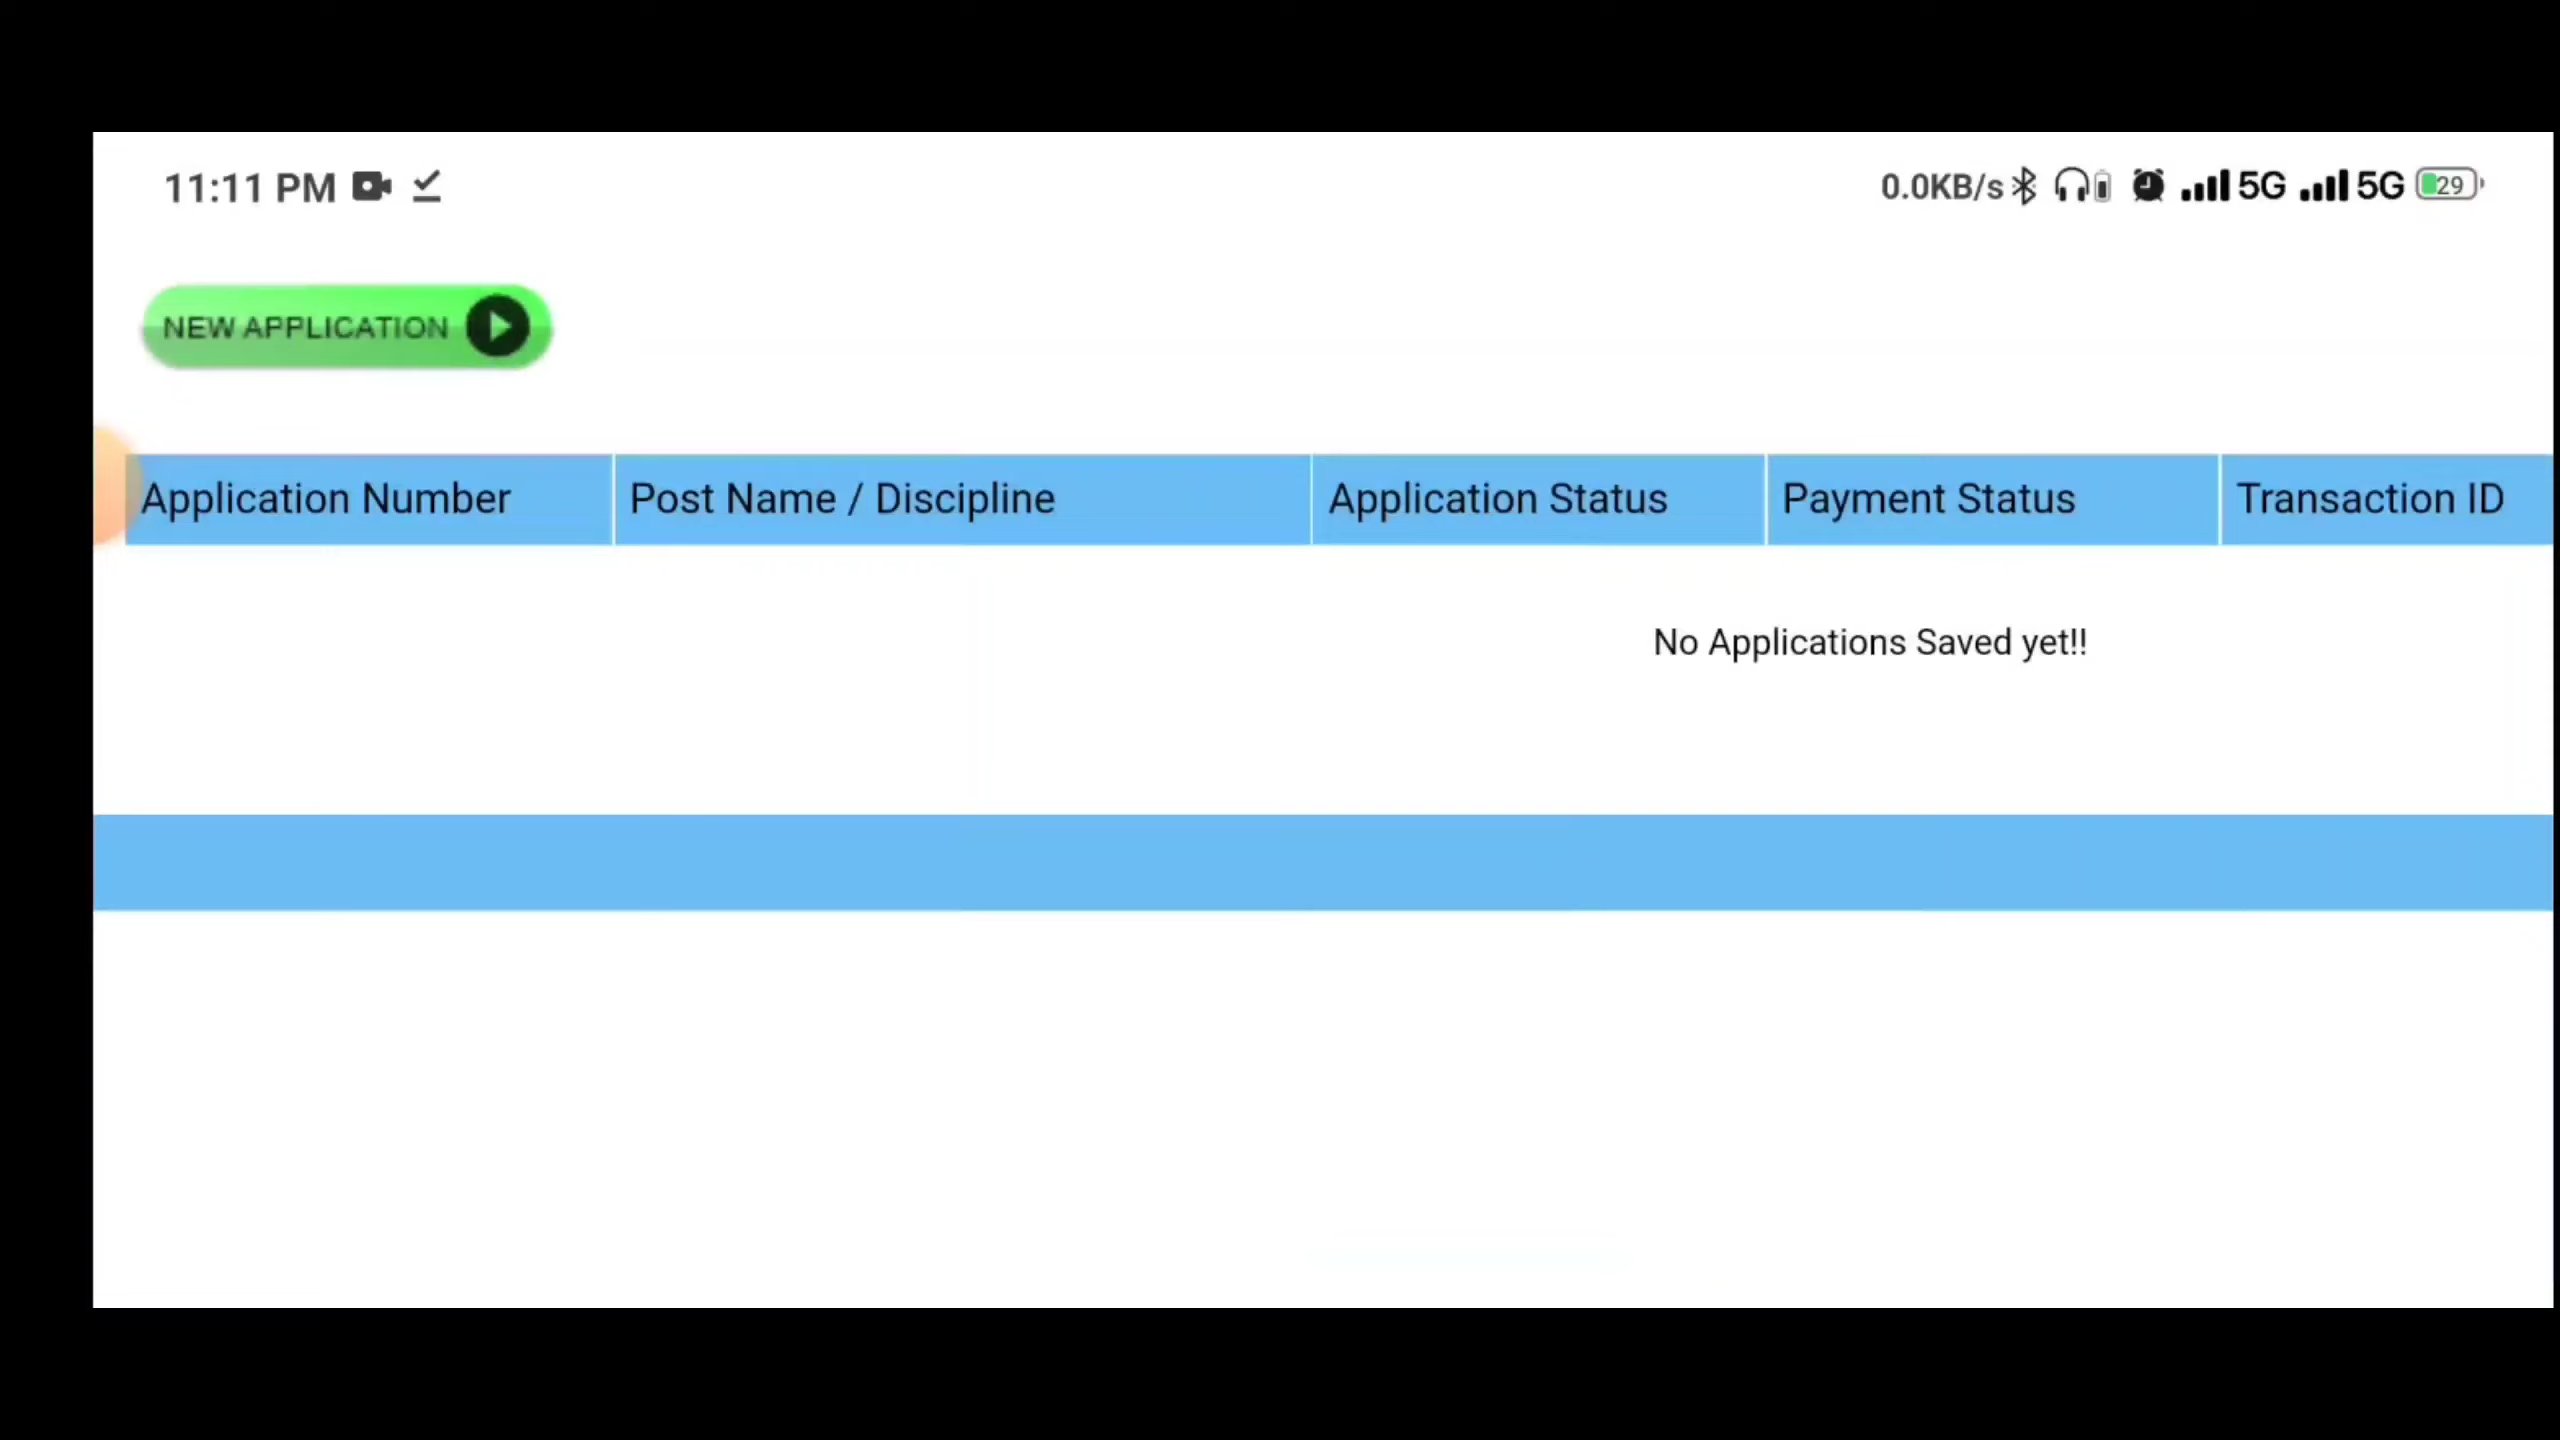 11:11 PM
0.0KB/s 5G 5G 29
NEW APPLICATION
Application Number Post Name / Discipline Application Status Payment Status Transaction ID
No Applications Saved yet!!